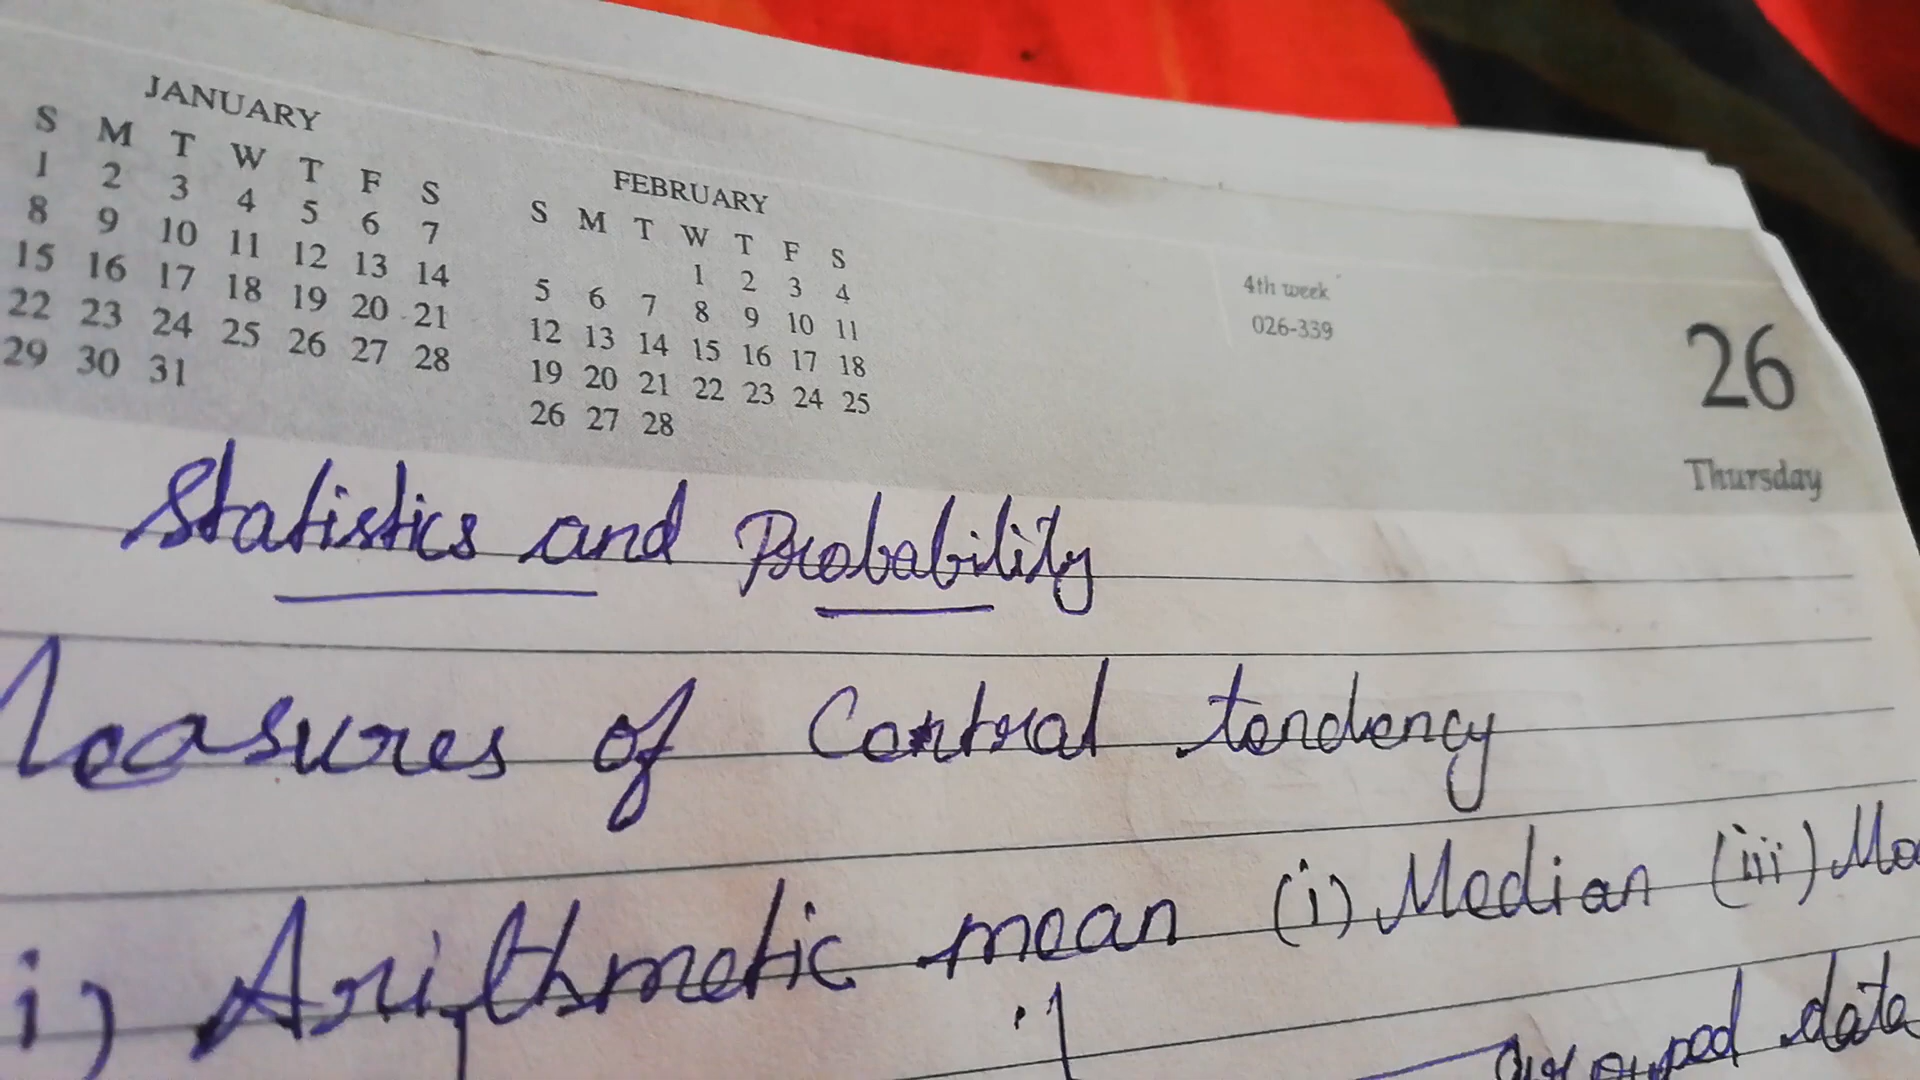 JANUARY
S M T W T F S
1 2 3 4 5 6 7
8 9 10 11 12 13 14
15 16 17 18 19 20 21
22 23 24 25 26 27 28
29 30 31
FEBRUARY
S M T W T F S
1 2 3 4
5 6 7 8 9 10 11
12 13 14 15 16 17 18
19 20 21 22 23 24 25
26 27 28
4th week
026-339
26
Thursday
Statistics and Probability
Measures of Central tendency
i) Arithmetic mean (i) Median (iii) Mo
Grouped data